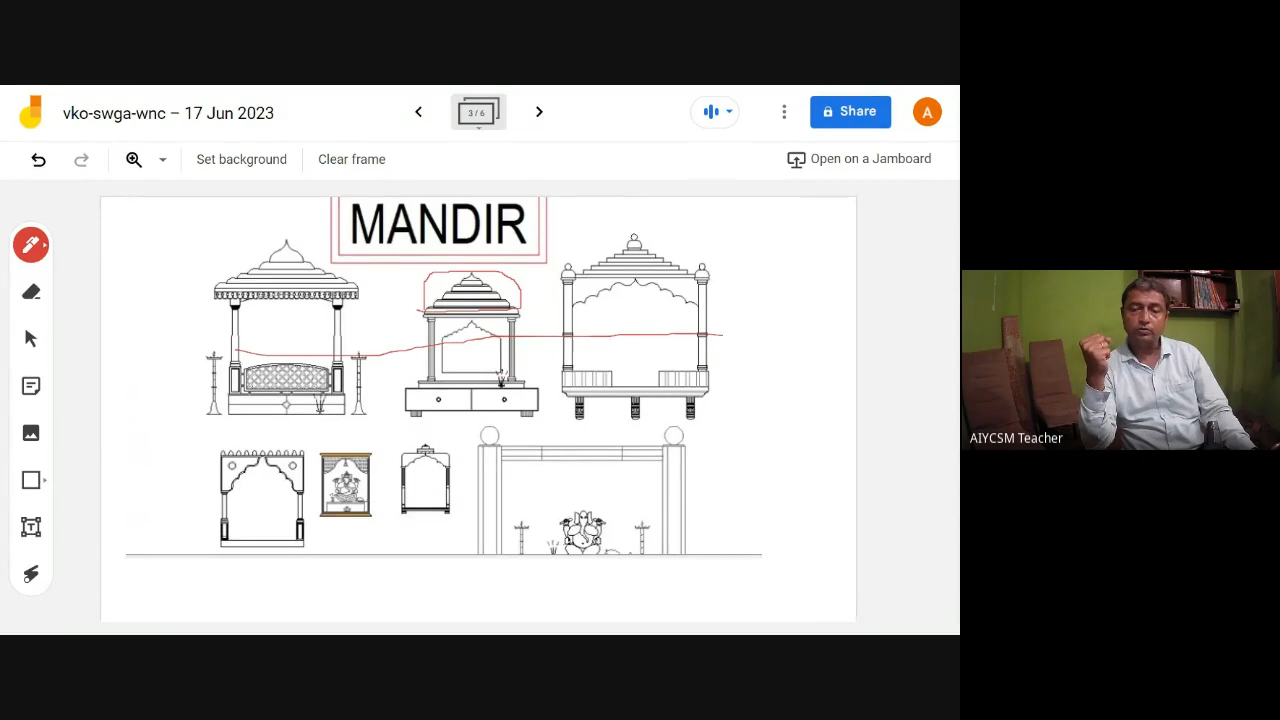 vko-swga-wnc – 17 Jun 2023
3 / 6
Share
A
Set background
Clear frame
Open on a Jamboard
MANDIR
AIYCSM Teacher